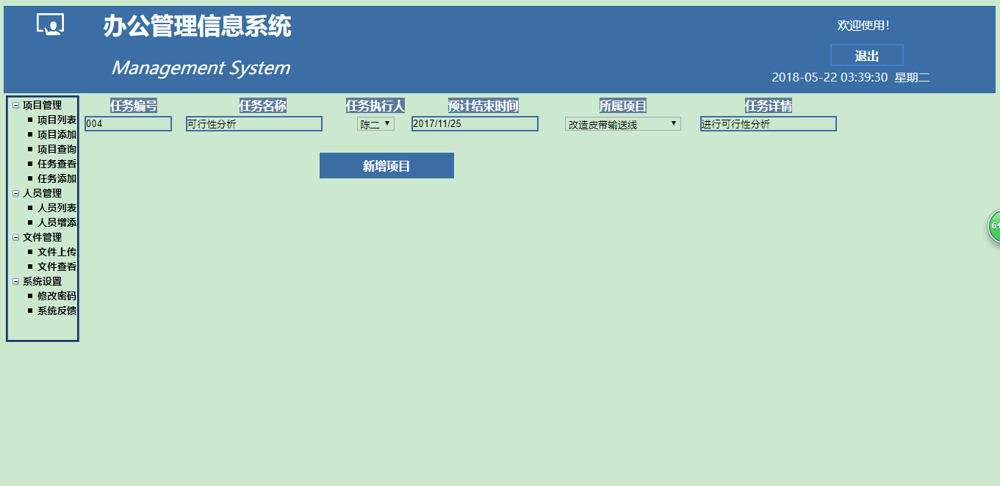 办公管理信息系统
Management System
欢迎使用!
退出
2018-05-22 03:39:30 星期二
项目管理
项目列表
项目添加
项目查询
任务查看
任务添加
人员管理
人员列表
人员增添
文件管理
文件上传
文件查看
系统设置
修改密码
系统反馈
任务编号 任务名称 任务执行人 预计结束时间 所属项目 任务详情
004 可行性分析 陈二 2017/11/25 改造皮带输送线 进行可行性分析
新增项目